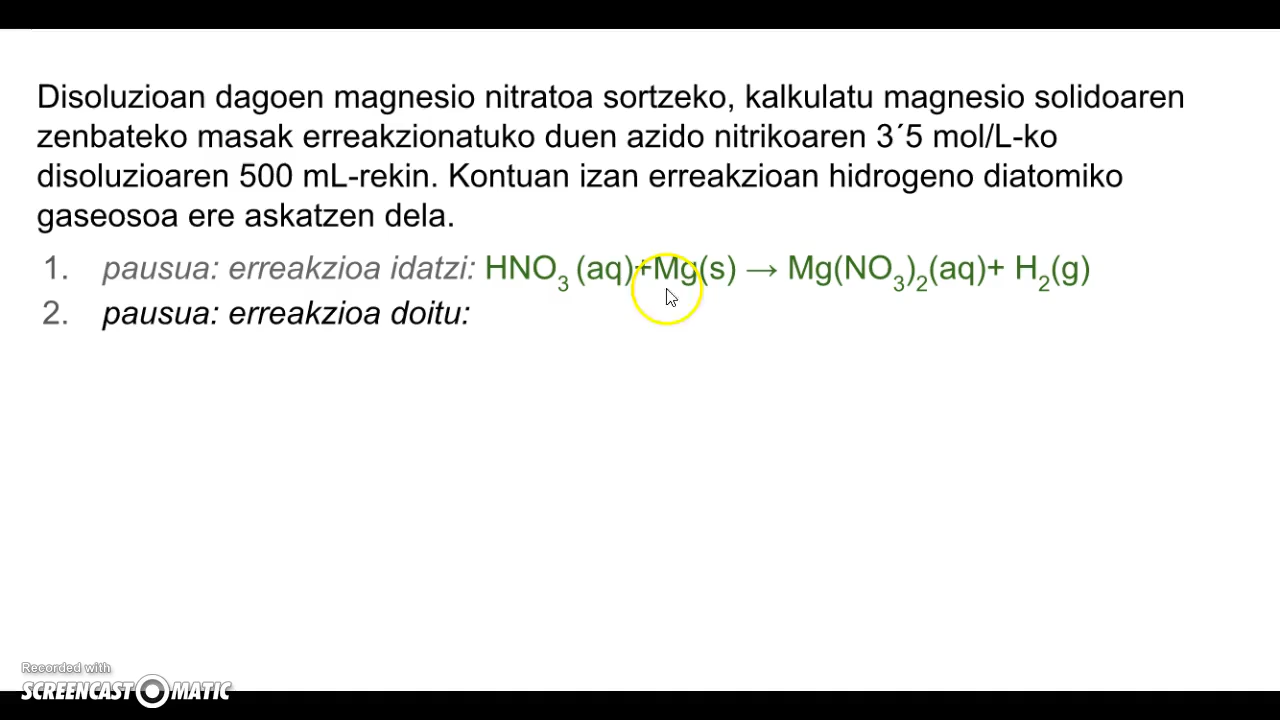 Disoluzioan dagoen magnesio nitratoa sortzeko, kalkulatu magnesio solidoaren
zenbateko masak erreakzionatuko duen azido nitrikoaren 3´5 mol/L-ko
disoluzioaren 500 mL-rekin. Kontuan izan erreakzioan hidrogeno diatomiko
gaseosoa ere askatzen dela.
1. pausua: erreakzioa idatzi: HNO₃ (aq)+Mg(s) → Mg(NO₃)₂(aq)+ H₂(g)
2. pausua: erreakzioa doitu:
Recorded with
SCREENCAST MATIC